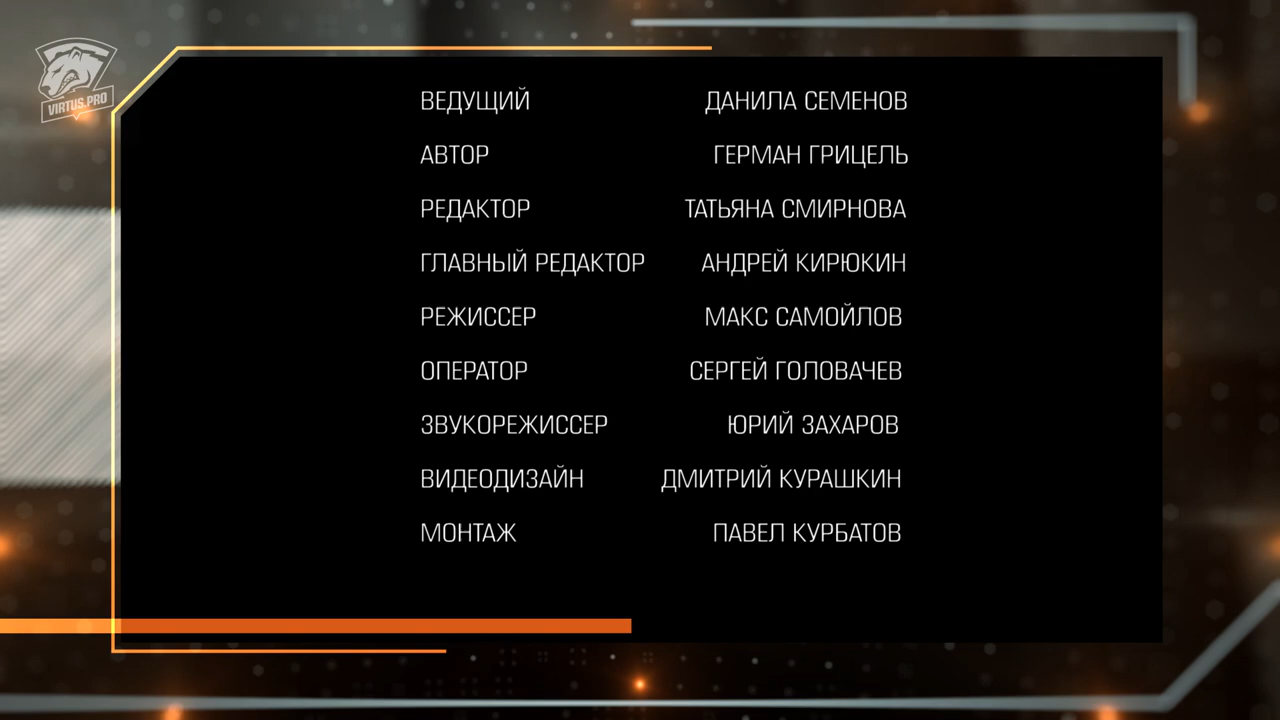 VIRTUS.PRO
ВЕДУЩИЙ ДАНИЛА СЕМЕНОВ
АВТОР ГЕРМАН ГРИЦЕЛЬ
РЕДАКТОР ТАТЬЯНА СМИРНОВА
ГЛАВНЫЙ РЕДАКТОР АНДРЕЙ КИРЮКИН
РЕЖИССЕР МАКС САМОЙЛОВ
ОПЕРАТОР СЕРГЕЙ ГОЛОВАЧЕВ
ЗВУКОРЕЖИССЕР ЮРИЙ ЗАХАРОВ
ВИДЕОДИЗАЙН ДМИТРИЙ КУРАШКИН
МОНТАЖ ПАВЕЛ КУРБАТОВ